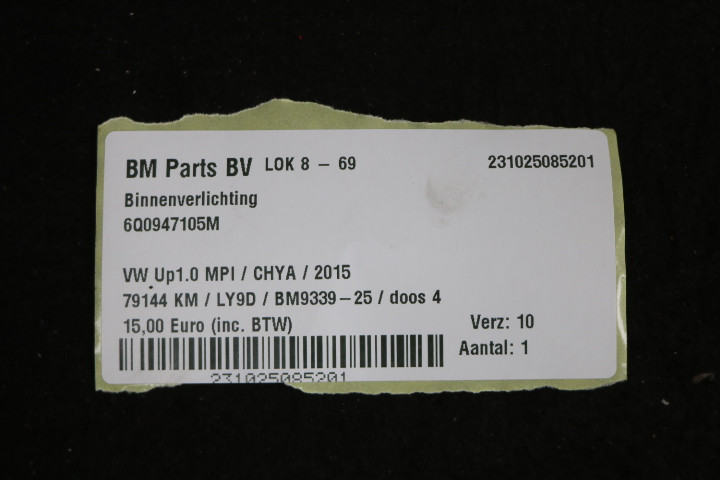 BM Parts BV LOK 8 - 69 231025085201
Binnenverlichting
6Q0947105M
VW Up1.0 MPI / CHYA / 2015
79144 KM / LY9D / BM9339-25 / doos 4
15,00 Euro (inc. BTW) Verz: 10
Aantal: 1
231025085201